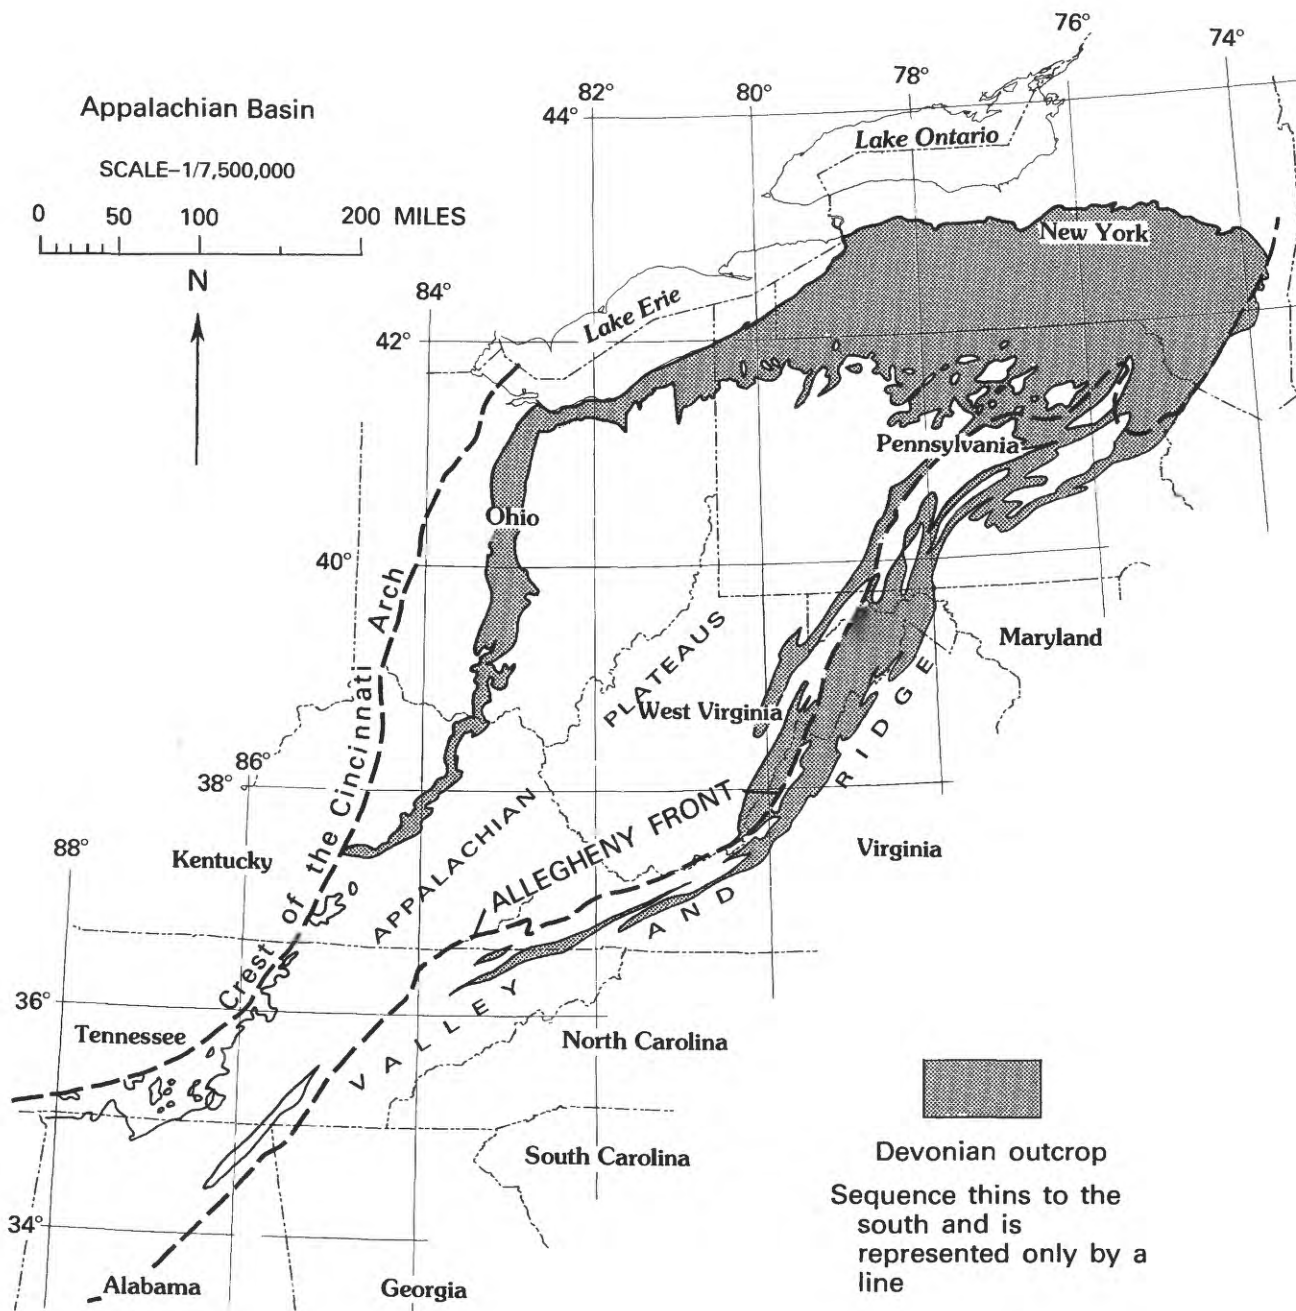 Appalachian Basin
SCALE–1/7,500,000
0 50 100 200 MILES
N
76°
74°
78°
80°
82°
44°
Lake Ontario
New York
84°
Lake Erie
42°
Pennsylvania
Ohio
40°
Maryland
PLATEAUS
West Virginia
Crest of the Cincinnati Arch
86°
38°
88°
Kentucky
APPALACHIAN
ALLEGHENY FRONT
VALLEY AND RIDGE
Virginia
36°
Tennessee
North Carolina
South Carolina
34°
Alabama
Georgia
Devonian outcrop
Sequence thins to the
south and is
represented only by a
line